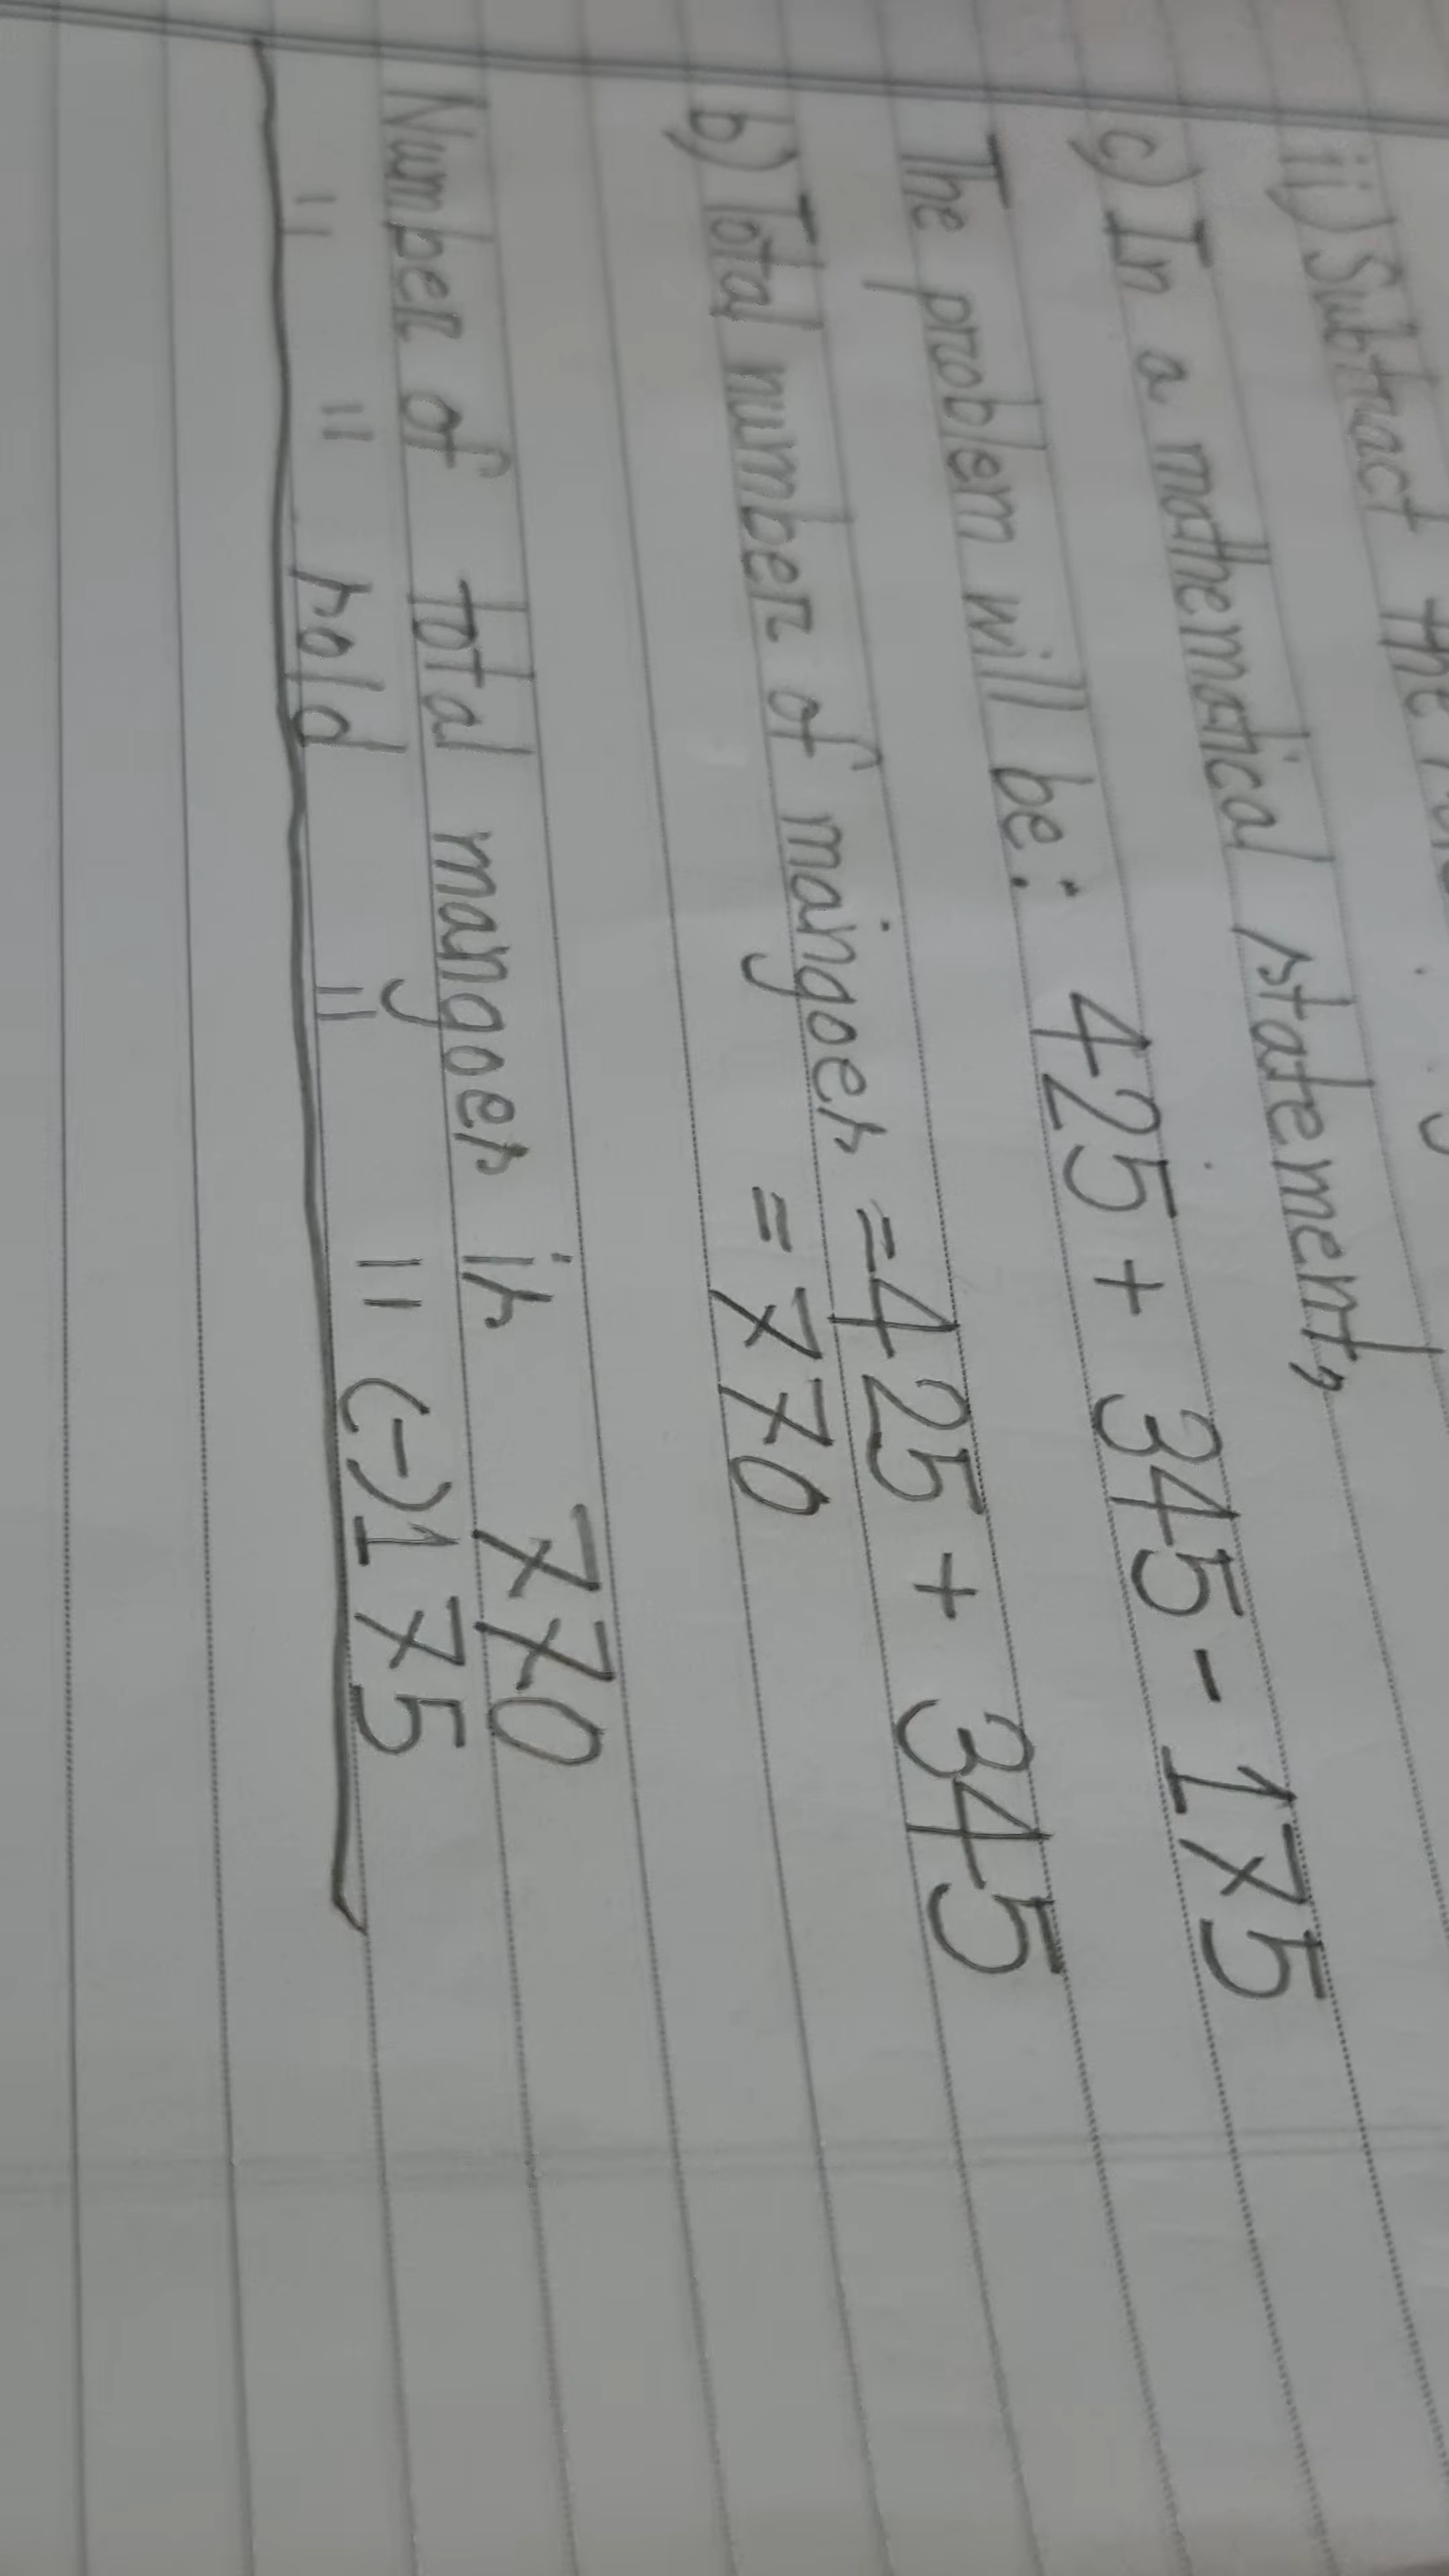 ii) Subtract the
c) In a mathematical statement,
The problem will be: 425 + 345 - 175
b) Total number of mangoes = 425 + 345
= 770
Number of total mangoes is 770
" " sold " " (-) 175